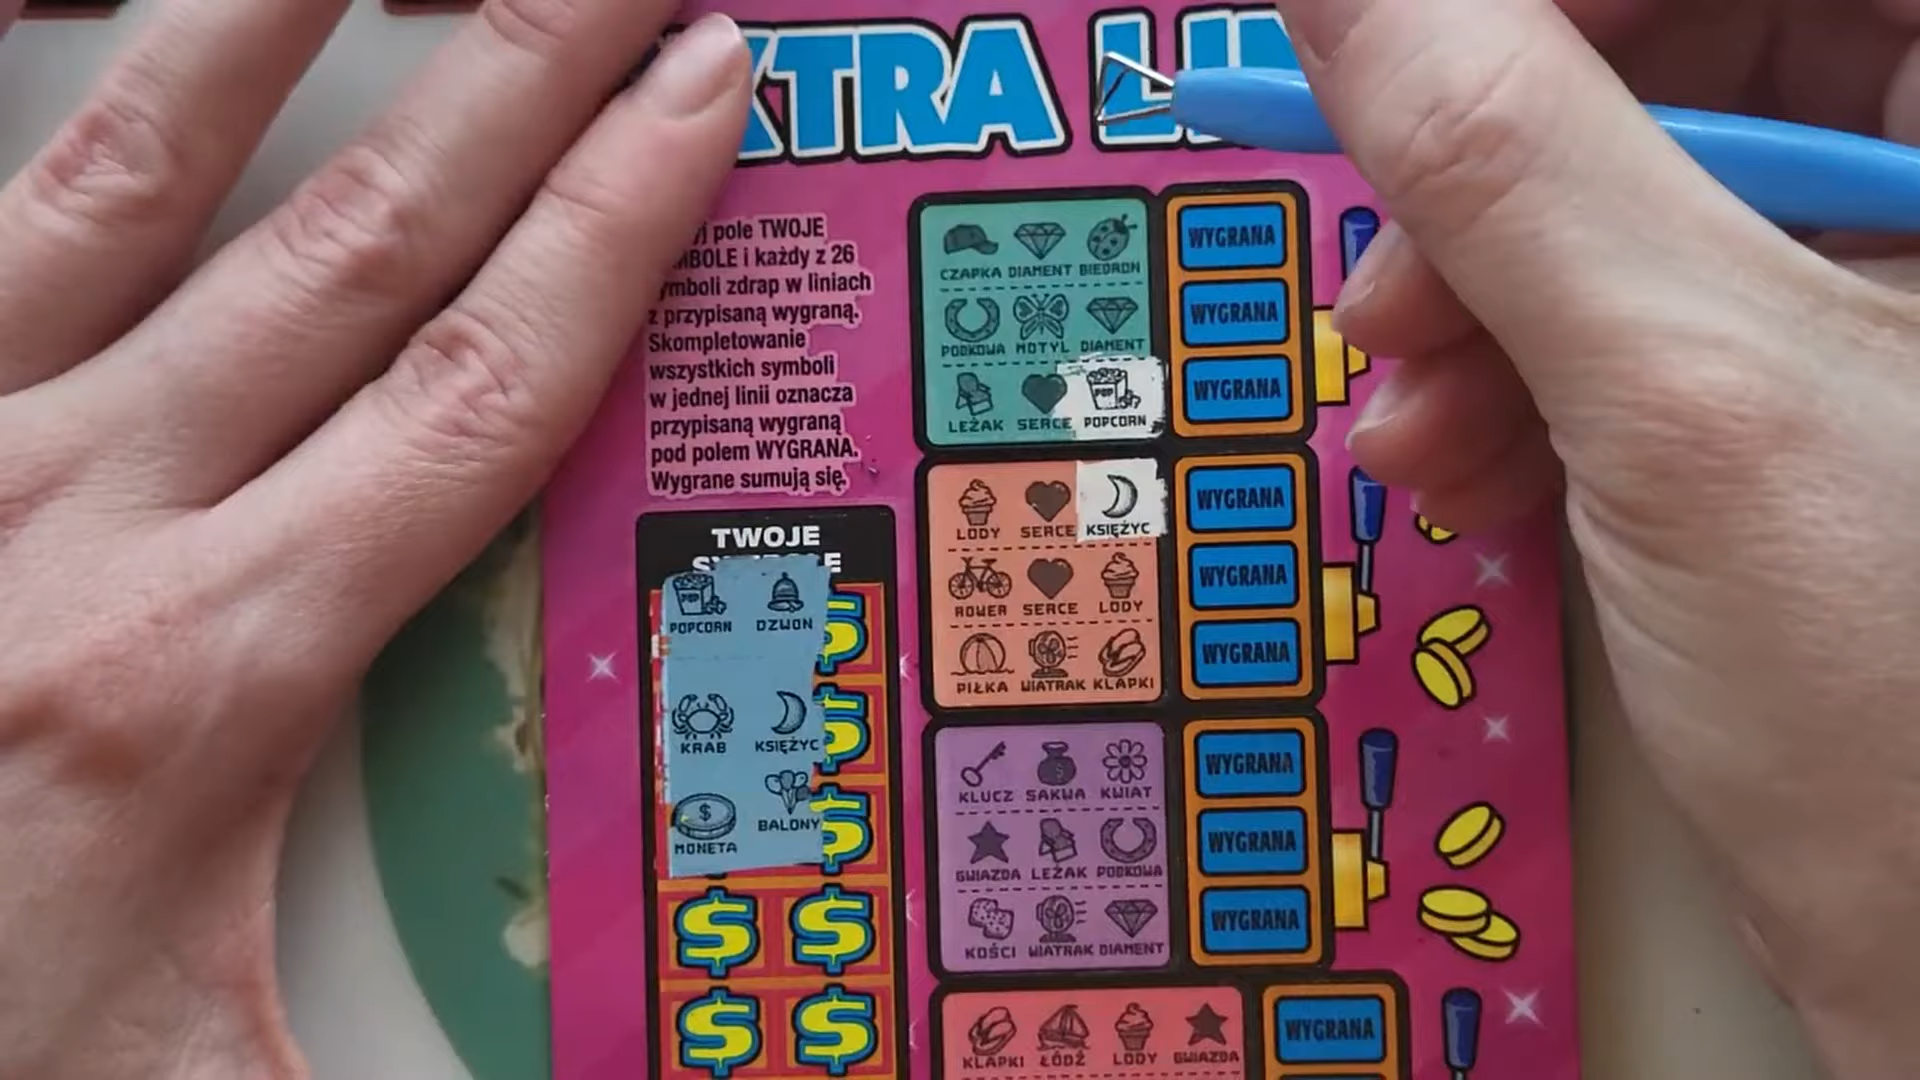 XTRA LI
pole TWOJE
BOLE i każdy z 26
symboli zdrap w liniach
z przypisaną wygraną.
Skompletowanie
wszystkich symboli
w jednej linii oznacza
przypisaną wygraną
pod polem WYGRANA.
Wygrane sumują się.
TWOJE
POPCORN DZWON
KRAB KSIĘŻYC
MONETA BALONY
CZAPKA DIAMENT BIEDRON
WYGRANA
PODKOWA MOTYL DIAMENT
WYGRANA
POP
LEŻAK SERCE POPCORN
WYGRANA
LODY SERCE KSIĘŻYC
WYGRANA
ROWER SERCE LODY
WYGRANA
PIŁKA WIATRAK KLAPKI
WYGRANA
KLUCZ SAKWA KWIAT
WYGRANA
GWIAZDA LEŻAK PODKOWA
WYGRANA
KOŚCI WIATRAK DIAMENT
WYGRANA
KLAPKI ŁÓDŹ LODY GWIAZDA
WYGRANA